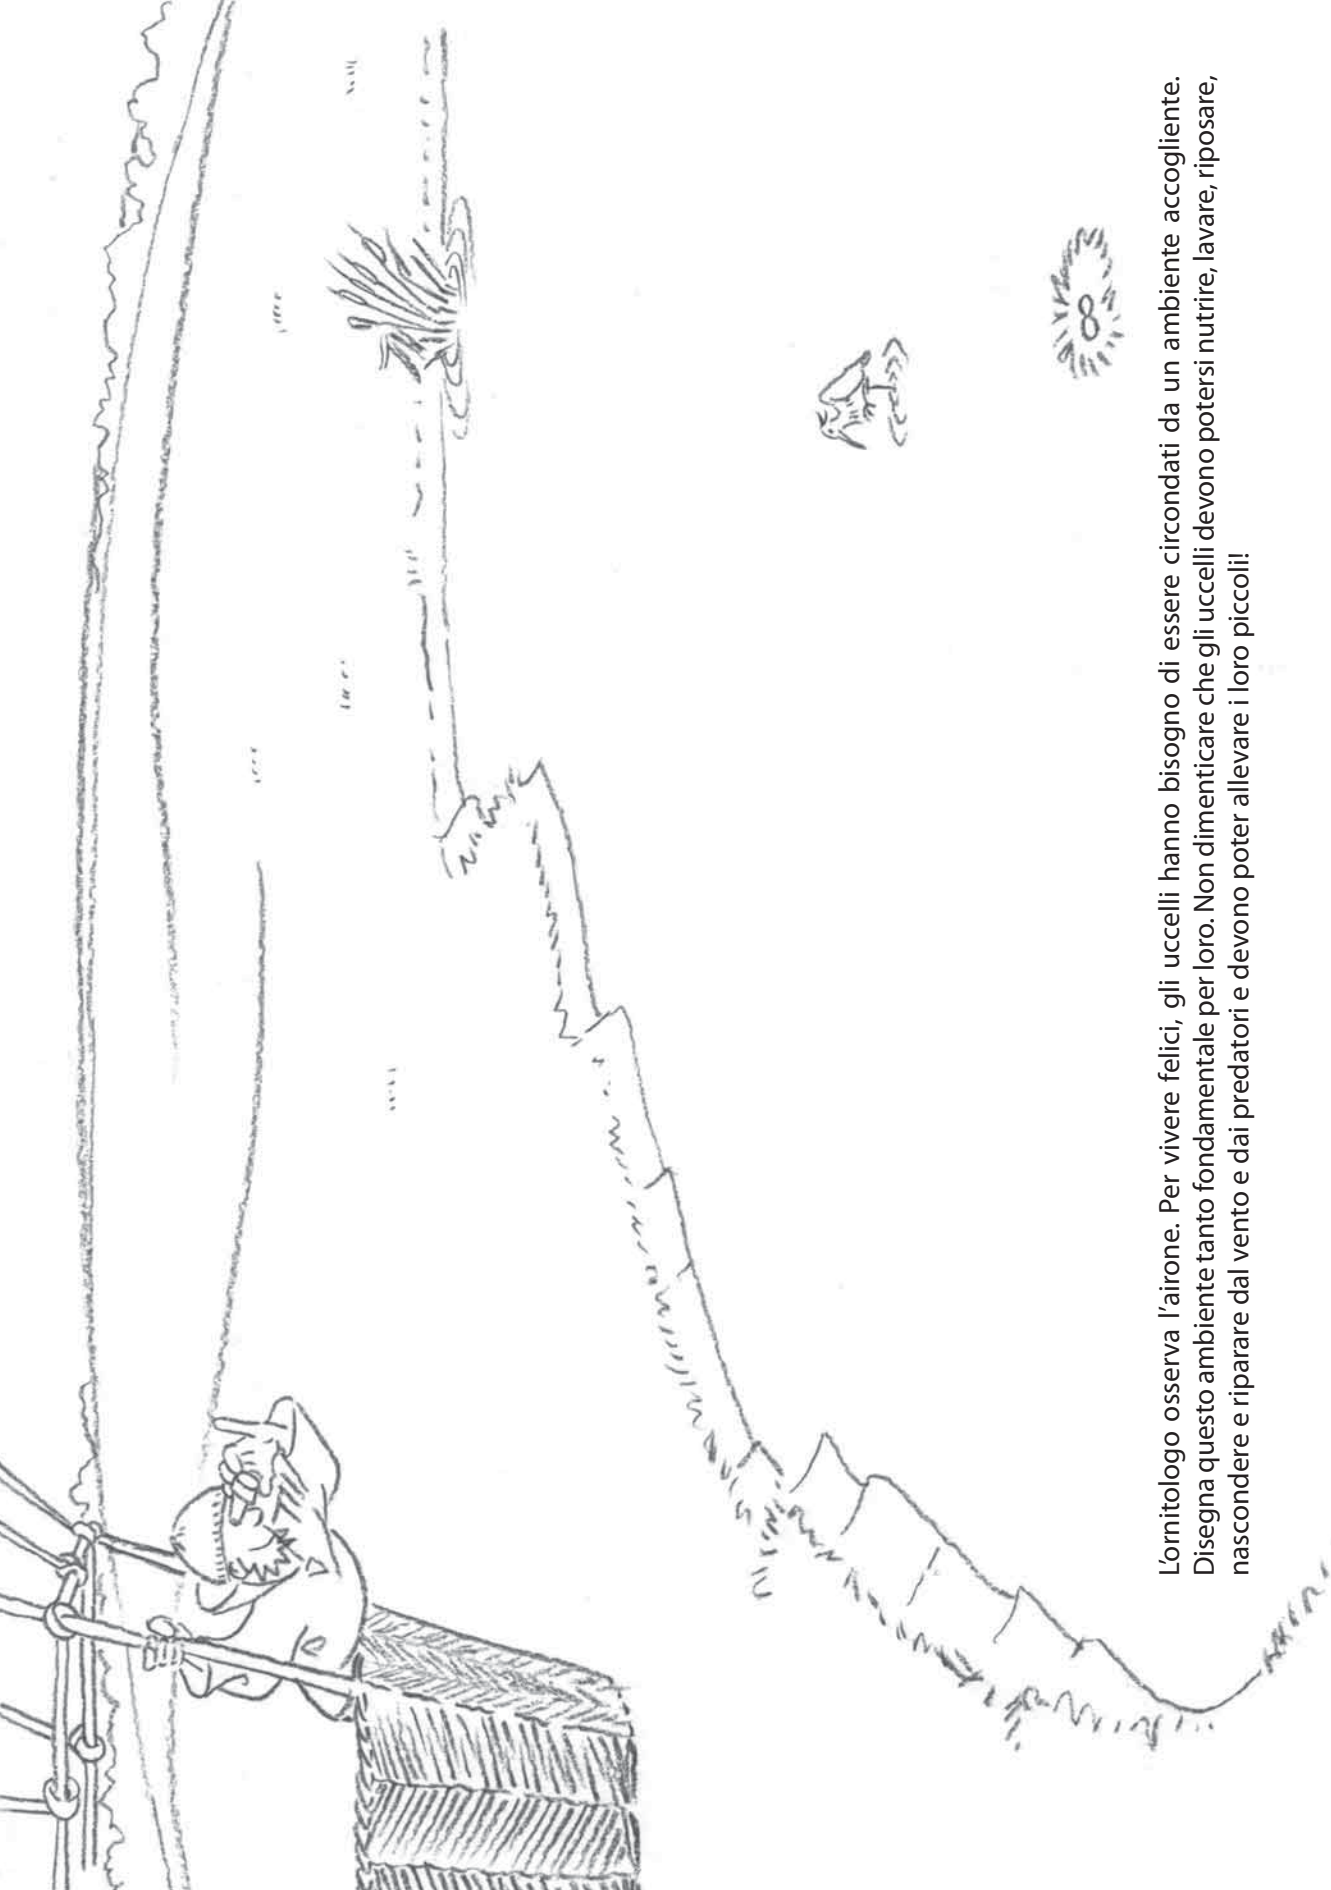 8
L’ornitologo osserva l’airone. Per vivere felici, gli uccelli hanno bisogno di essere circondati da un ambiente accogliente.
Disegna questo ambiente tanto fondamentale per loro. Non dimenticare che gli uccelli devono potersi nutrire, lavare, riposare,
nascondere e riparare dal vento e dai predatori e devono poter allevare i loro piccoli!